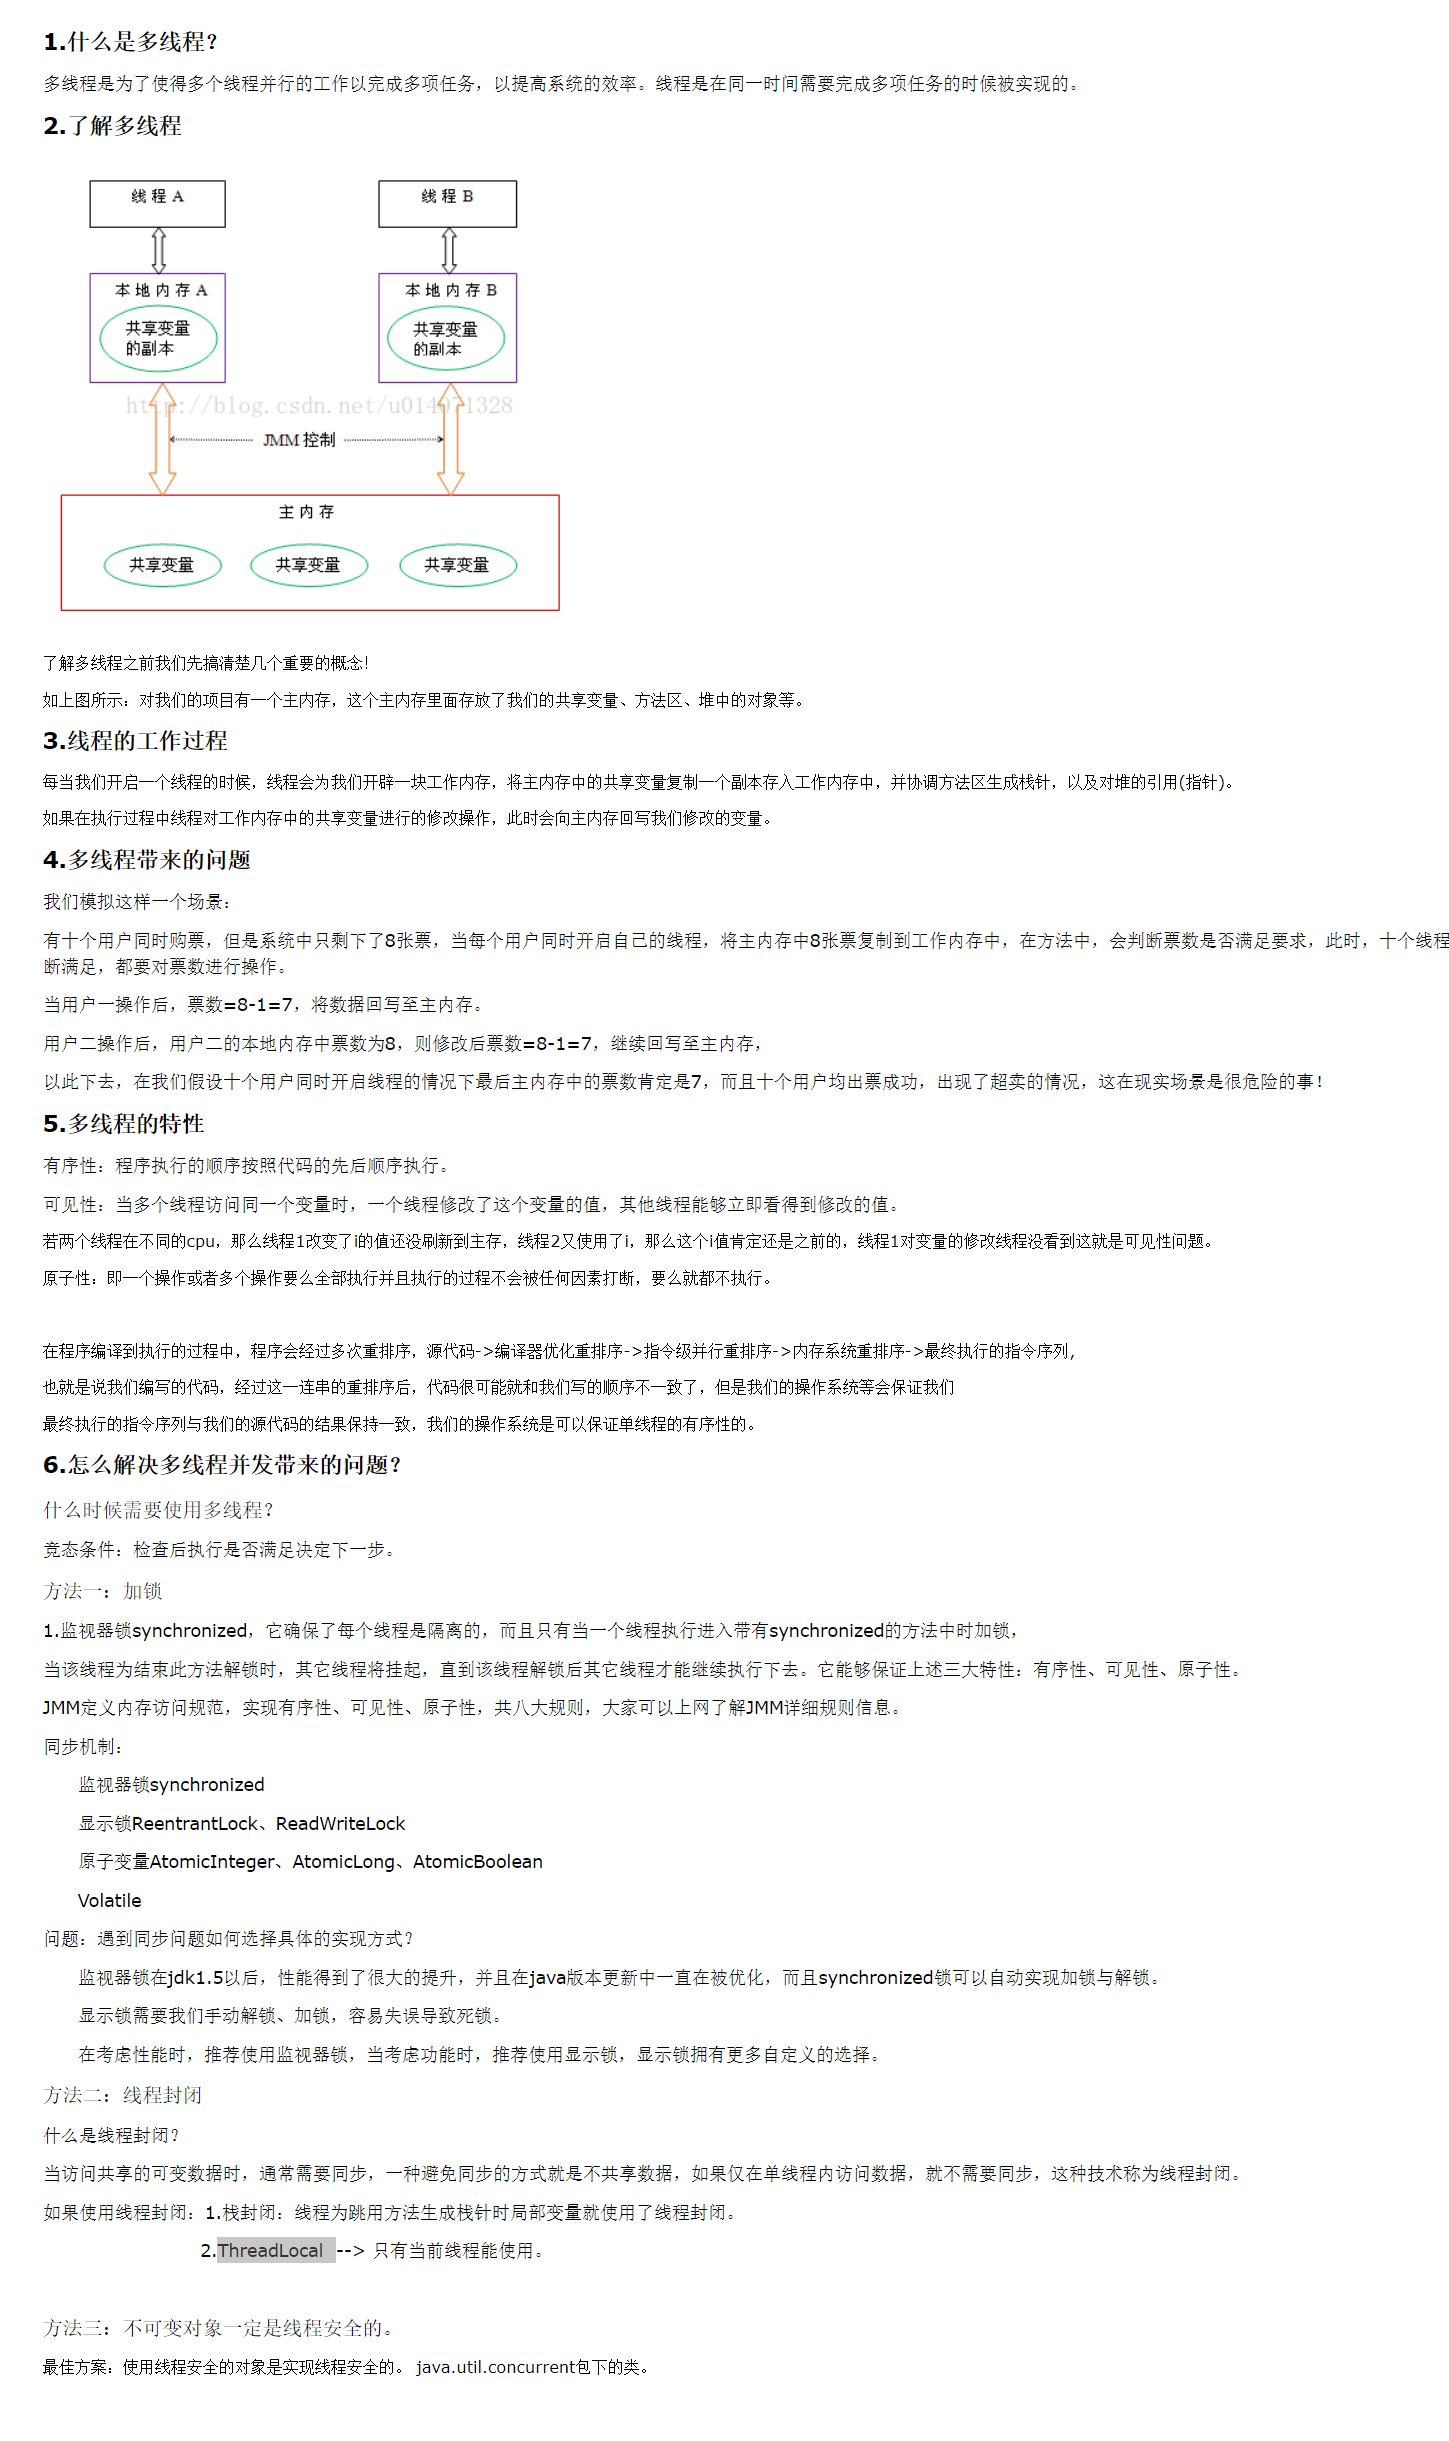 1.什么是多线程？
多线程是为了使得多个线程并行的工作以完成多项任务，以提高系统的效率。线程是在同一时间需要完成多项任务的时候被实现的。
2.了解多线程
线 程 A
线 程 B
本 地 内 存 A
本 地 内 存 B
共享变量
的副本
共享变量
的副本
http://blog.csdn.net/u014071328
JMM 控制
主 内 存
共享变量
共享变量
共享变量
了解多线程之前我们先搞清楚几个重要的概念！
如上图所示：对我们的项目有一个主内存，这个主内存里面存放了我们的共享变量、方法区、堆中的对象等。
3.线程的工作过程
每当我们开启一个线程的时候，线程会为我们开辟一块工作内存，将主内存中的共享变量复制一个副本存入工作内存中，并协调方法区生成栈针，以及对堆的引用(指针)。
如果在执行过程中线程对工作内存中的共享变量进行的修改操作，此时会向主内存回写我们修改的变量。
4.多线程带来的问题
我们模拟这样一个场景：
有十个用户同时购票，但是系统中只剩下了8张票，当每个用户同时开启自己的线程，将主内存中8张票复制到工作内存中，在方法中，会判断票数是否满足要求，此时，十个线程
断满足，都要对票数进行操作。
当用户一操作后，票数=8-1=7，将数据回写至主内存。
用户二操作后，用户二的本地内存中票数为8，则修改后票数=8-1=7，继续回写至主内存，
以此下去，在我们假设十个用户同时开启线程的情况下最后主内存中的票数肯定是7，而且十个用户均出票成功，出现了超卖的情况，这在现实场景是很危险的事！
5.多线程的特性
有序性：程序执行的顺序按照代码的先后顺序执行。
可见性：当多个线程访问同一个变量时，一个线程修改了这个变量的值，其他线程能够立即看得到修改的值。
若两个线程在不同的cpu，那么线程1改变了i的值还没刷新到主存，线程2又使用了i，那么这个i值肯定还是之前的，线程1对变量的修改线程没看到这就是可见性问题。
原子性：即一个操作或者多个操作要么全部执行并且执行的过程不会被任何因素打断，要么就都不执行。
在程序编译到执行的过程中，程序会经过多次重排序，源代码->编译器优化重排序->指令级并行重排序->内存系统重排序->最终执行的指令序列,
也就是说我们编写的代码，经过这一连串的重排序后，代码很可能就和我们写的顺序不一致了，但是我们的操作系统等会保证我们
最终执行的指令序列与我们的源代码的结果保持一致，我们的操作系统是可以保证单线程的有序性的。
6.怎么解决多线程并发带来的问题？
什么时候需要使用多线程？
竞态条件：检查后执行是否满足决定下一步。
方法一：加锁
1.监视器锁synchronized，它确保了每个线程是隔离的，而且只有当一个线程执行进入带有synchronized的方法中时加锁，
当该线程为结束此方法解锁时，其它线程将挂起，直到该线程解锁后其它线程才能继续执行下去。它能够保证上述三大特性：有序性、可见性、原子性。
JMM定义内存访问规范，实现有序性、可见性、原子性，共八大规则，大家可以上网了解JMM详细规则信息。
同步机制：
监视器锁synchronized
显示锁ReentrantLock、ReadWriteLock
原子变量AtomicInteger、AtomicLong、AtomicBoolean
Volatile
问题：遇到同步问题如何选择具体的实现方式？
监视器锁在jdk1.5以后，性能得到了很大的提升，并且在java版本更新中一直在被优化，而且synchronized锁可以自动实现加锁与解锁。
显示锁需要我们手动解锁、加锁，容易失误导致死锁。
在考虑性能时，推荐使用监视器锁，当考虑功能时，推荐使用显示锁，显示锁拥有更多自定义的选择。
方法二：线程封闭
什么是线程封闭？
当访问共享的可变数据时，通常需要同步，一种避免同步的方式就是不共享数据，如果仅在单线程内访问数据，就不需要同步，这种技术称为线程封闭。
如果使用线程封闭：1.栈封闭：线程为跳用方法生成栈针时局部变量就使用了线程封闭。
2.ThreadLocal --> 只有当前线程能使用。
方法三：不可变对象一定是线程安全的。
最佳方案：使用线程安全的对象是实现线程安全的。 java.util.concurrent包下的类。